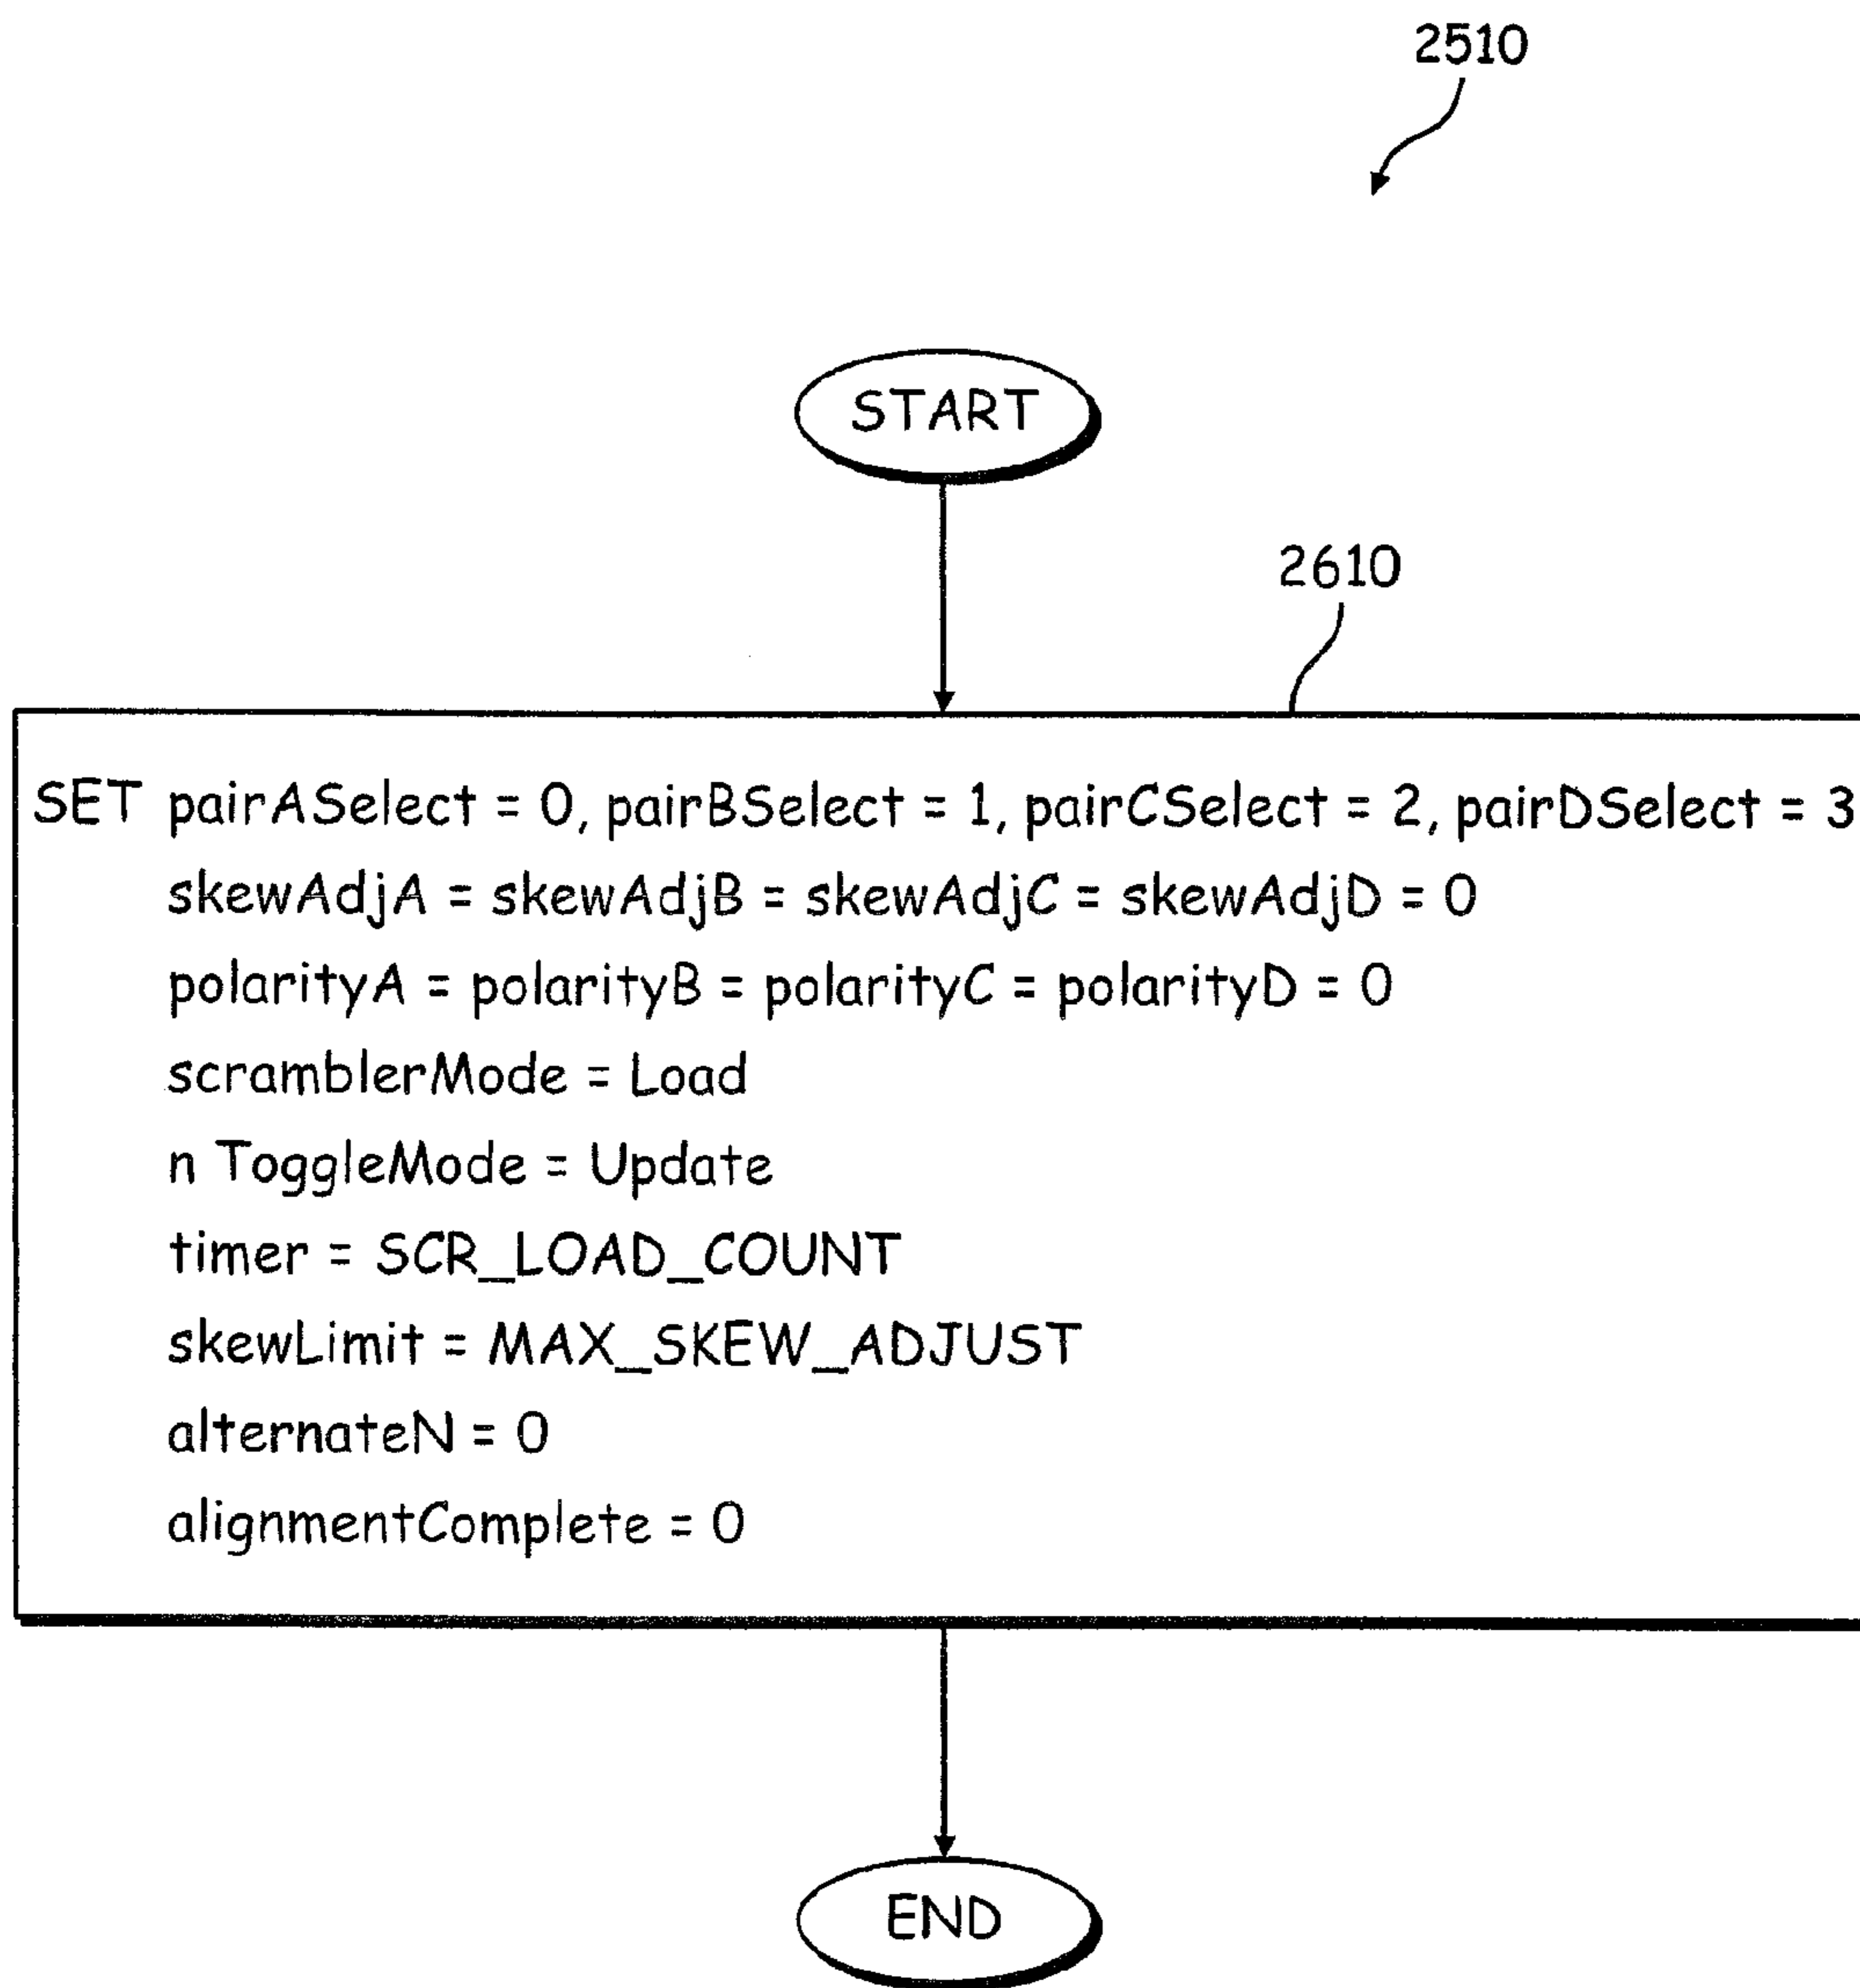 2510
START
2610
SET pairASelect = 0, pairBSelect = 1, pairCSelect = 2, pairDSelect = 3
skewAdjA = skewAdjB = skewAdjC = skewAdjD = 0
polarityA = polarityB = polarityC = polarityD = 0
scramblerMode = Load
n ToggleMode = Update
timer = SCR_LOAD_COUNT
skewLimit = MAX_SKEW_ADJUST
alternateN = 0
alignmentComplete = 0
END